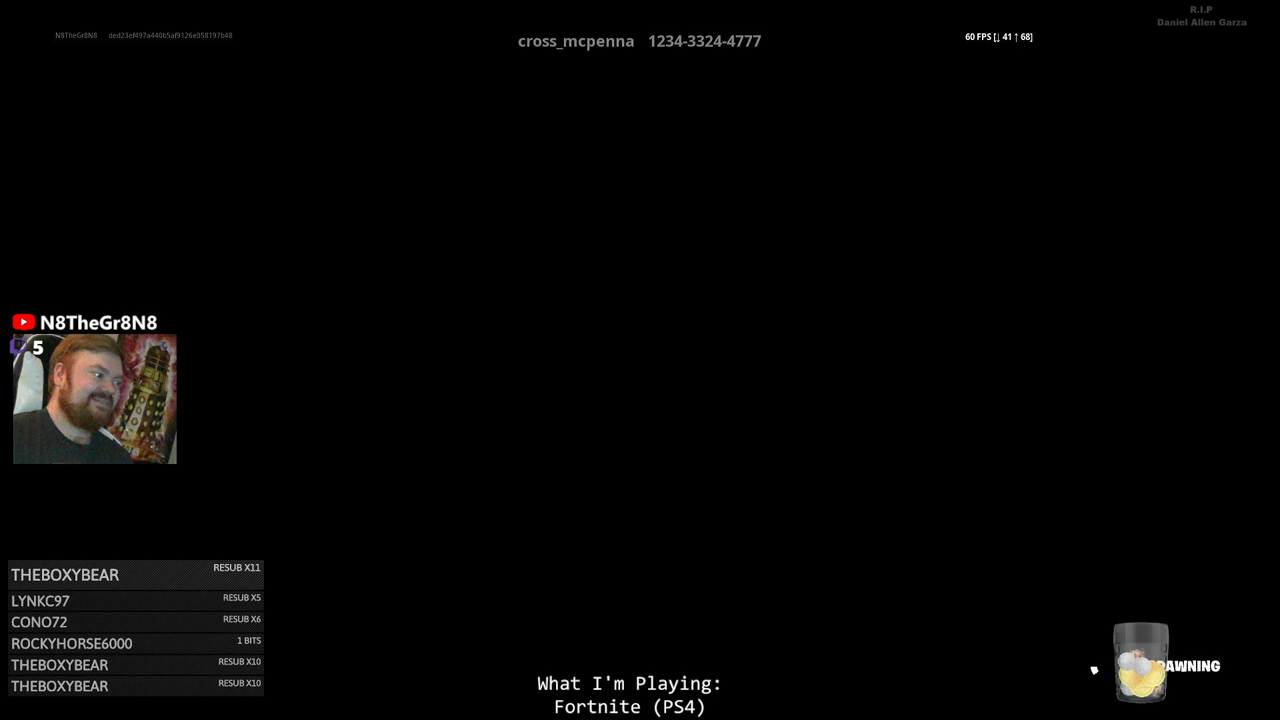 R.I.P
Daniel Allen Garza
N8TheGr8N8 ded23ef497a440b5af9126e058197b48
cross_mcpenna 1234-3324-4777
60 FPS [↓ 41 ↑ 68]
N8TheGr8N8
5
THEBOXYBEAR RESUB X11
LYNKC97 RESUB X5
CONO72 RESUB X6
ROCKYHORSE6000 1 BITS
THEBOXYBEAR RESUB X10
THEBOXYBEAR RESUB X10
AWNING
What I'm Playing:
Fortnite (PS4)